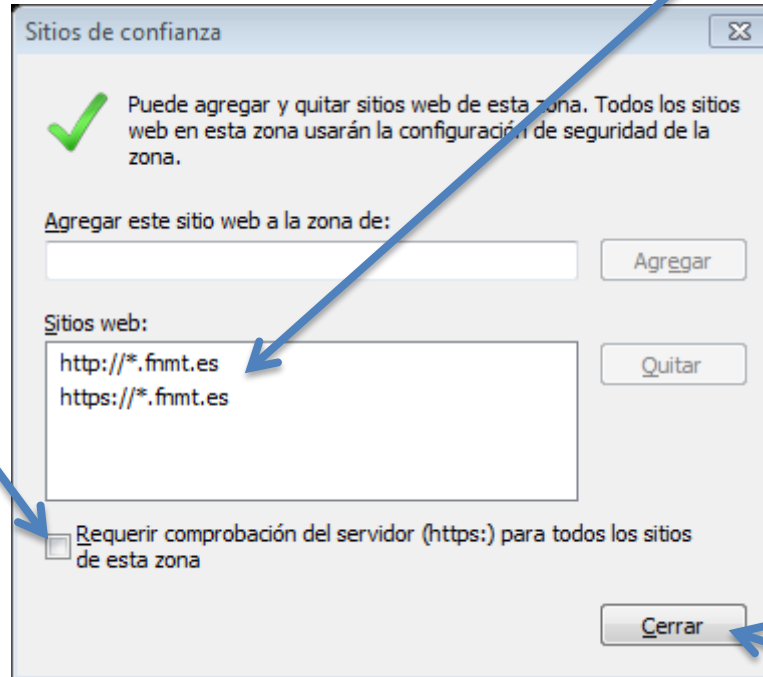 Sitios de confianza
Puede agregar y quitar sitios web de esta zona. Todos los sitios
web en esta zona usarán la configuración de seguridad de la
zona.
Agregar este sitio web a la zona de:
Agregar
Sitios web:
http://*.fnmt.es
https://*.fnmt.es
Quitar
Requerir comprobación del servidor (https:) para todos los sitios
de esta zona
Cerrar